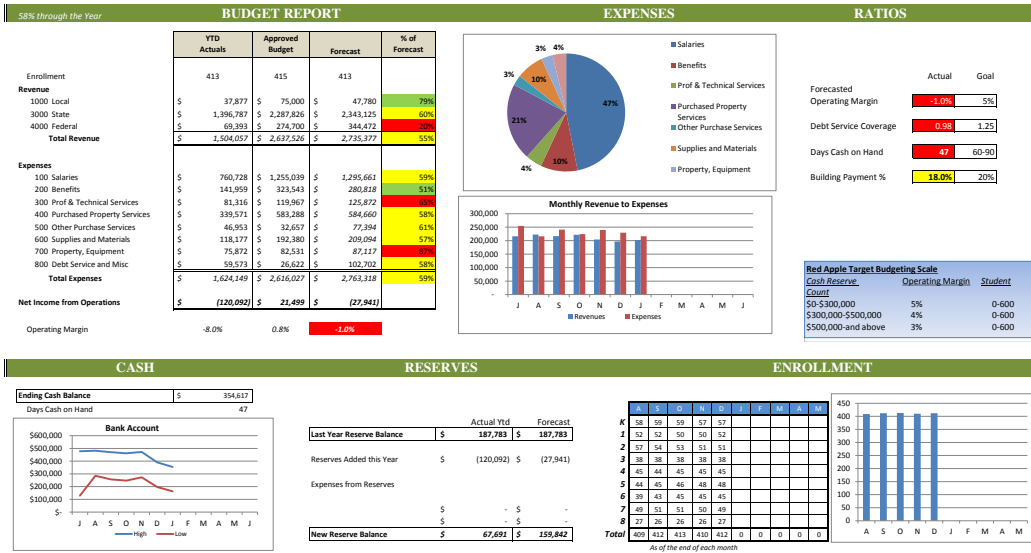 58% through the Year
BUDGET REPORT
EXPENSES
RATIOS
YTD Actuals Approved Budget Forecast % of Forecast
Enrollment 413 415 413
Revenue
1000 Local $ 37,877 $ 75,000 $ 47,780 79%
3000 State $ 1,396,787 $ 2,287,826 $ 2,343,125 60%
4000 Federal $ 69,393 $ 274,700 $ 344,472 20%
Total Revenue $ 1,504,057 $ 2,637,526 $ 2,735,377 55%
Expenses
100 Salaries $ 760,728 $ 1,255,039 $ 1,295,661 59%
200 Benefits $ 141,959 $ 323,543 $ 280,818 51%
300 Prof & Technical Services $ 81,316 $ 119,967 $ 125,872 65%
400 Purchased Property Services $ 339,571 $ 583,288 $ 584,660 58%
500 Other Purchase Services $ 46,953 $ 32,657 $ 77,394 61%
600 Supplies and Materials $ 118,177 $ 192,380 $ 209,094 57%
700 Property, Equipment $ 75,872 $ 82,531 $ 87,117 87%
800 Debt Service and Misc $ 59,573 $ 26,622 $ 102,702 58%
Total Expenses $ 1,624,149 $ 2,616,027 $ 2,763,318 59%
Net Income from Operations $ (120,092) $ 21,499 $ (27,941)
Operating Margin -8.0% 0.8% -1.0%
3% 4%
3%
10%
47%
21%
4%
10%
Salaries
Benefits
Prof & Technical Services
Purchased Property
Services
Other Purchase Services
Supplies and Materials
Property, Equipment
Monthly Revenue to Expenses
300,000
250,000
200,000
150,000
100,000
50,000
-
J A S O N D J F M A M J
Revenues Expenses
Actual Goal
Forecasted
Operating Margin -1.0% 5%
Debt Service Coverage 0.98 1.25
Days Cash on Hand 47 60-90
Building Payment % 18.0% 20%
Red Apple Target Budgeting Scale
Cash Reserve Operating Margin Student
Count
$0-$300,000 5% 0-600
$300,000-$500,000 4% 0-600
$500,000-and above 3% 0-600
CASH
RESERVES
ENROLLMENT
Ending Cash Balance $ 354,617
Days Cash on Hand 47
Bank Account
$600,000
$500,000
$400,000
$300,000
$200,000
$100,000
$-
J A S O N D J F M A M J
High Low
Actual Ytd Forecast
Last Year Reserve Balance $ 187,783 $ 187,783
Reserves Added this Year $ (120,092) $ (27,941)
Expenses from Reserves
$ - $ -
$ - $ -
New Reserve Balance $ 67,691 $ 159,842
A S O N D J F M A M
K 58 59 59 57 57
1 52 52 50 50 52
2 57 54 53 51 51
3 38 38 38 38 38
4 45 44 45 45 45
5 44 45 46 48 48
6 39 43 45 45 45
7 49 51 51 50 49
8 27 26 26 26 27
Total 409 412 413 410 412 0 0 0 0 0
As of the end of each month
450
400
350
300
250
200
150
100
50
0
A S O N D J F M A M